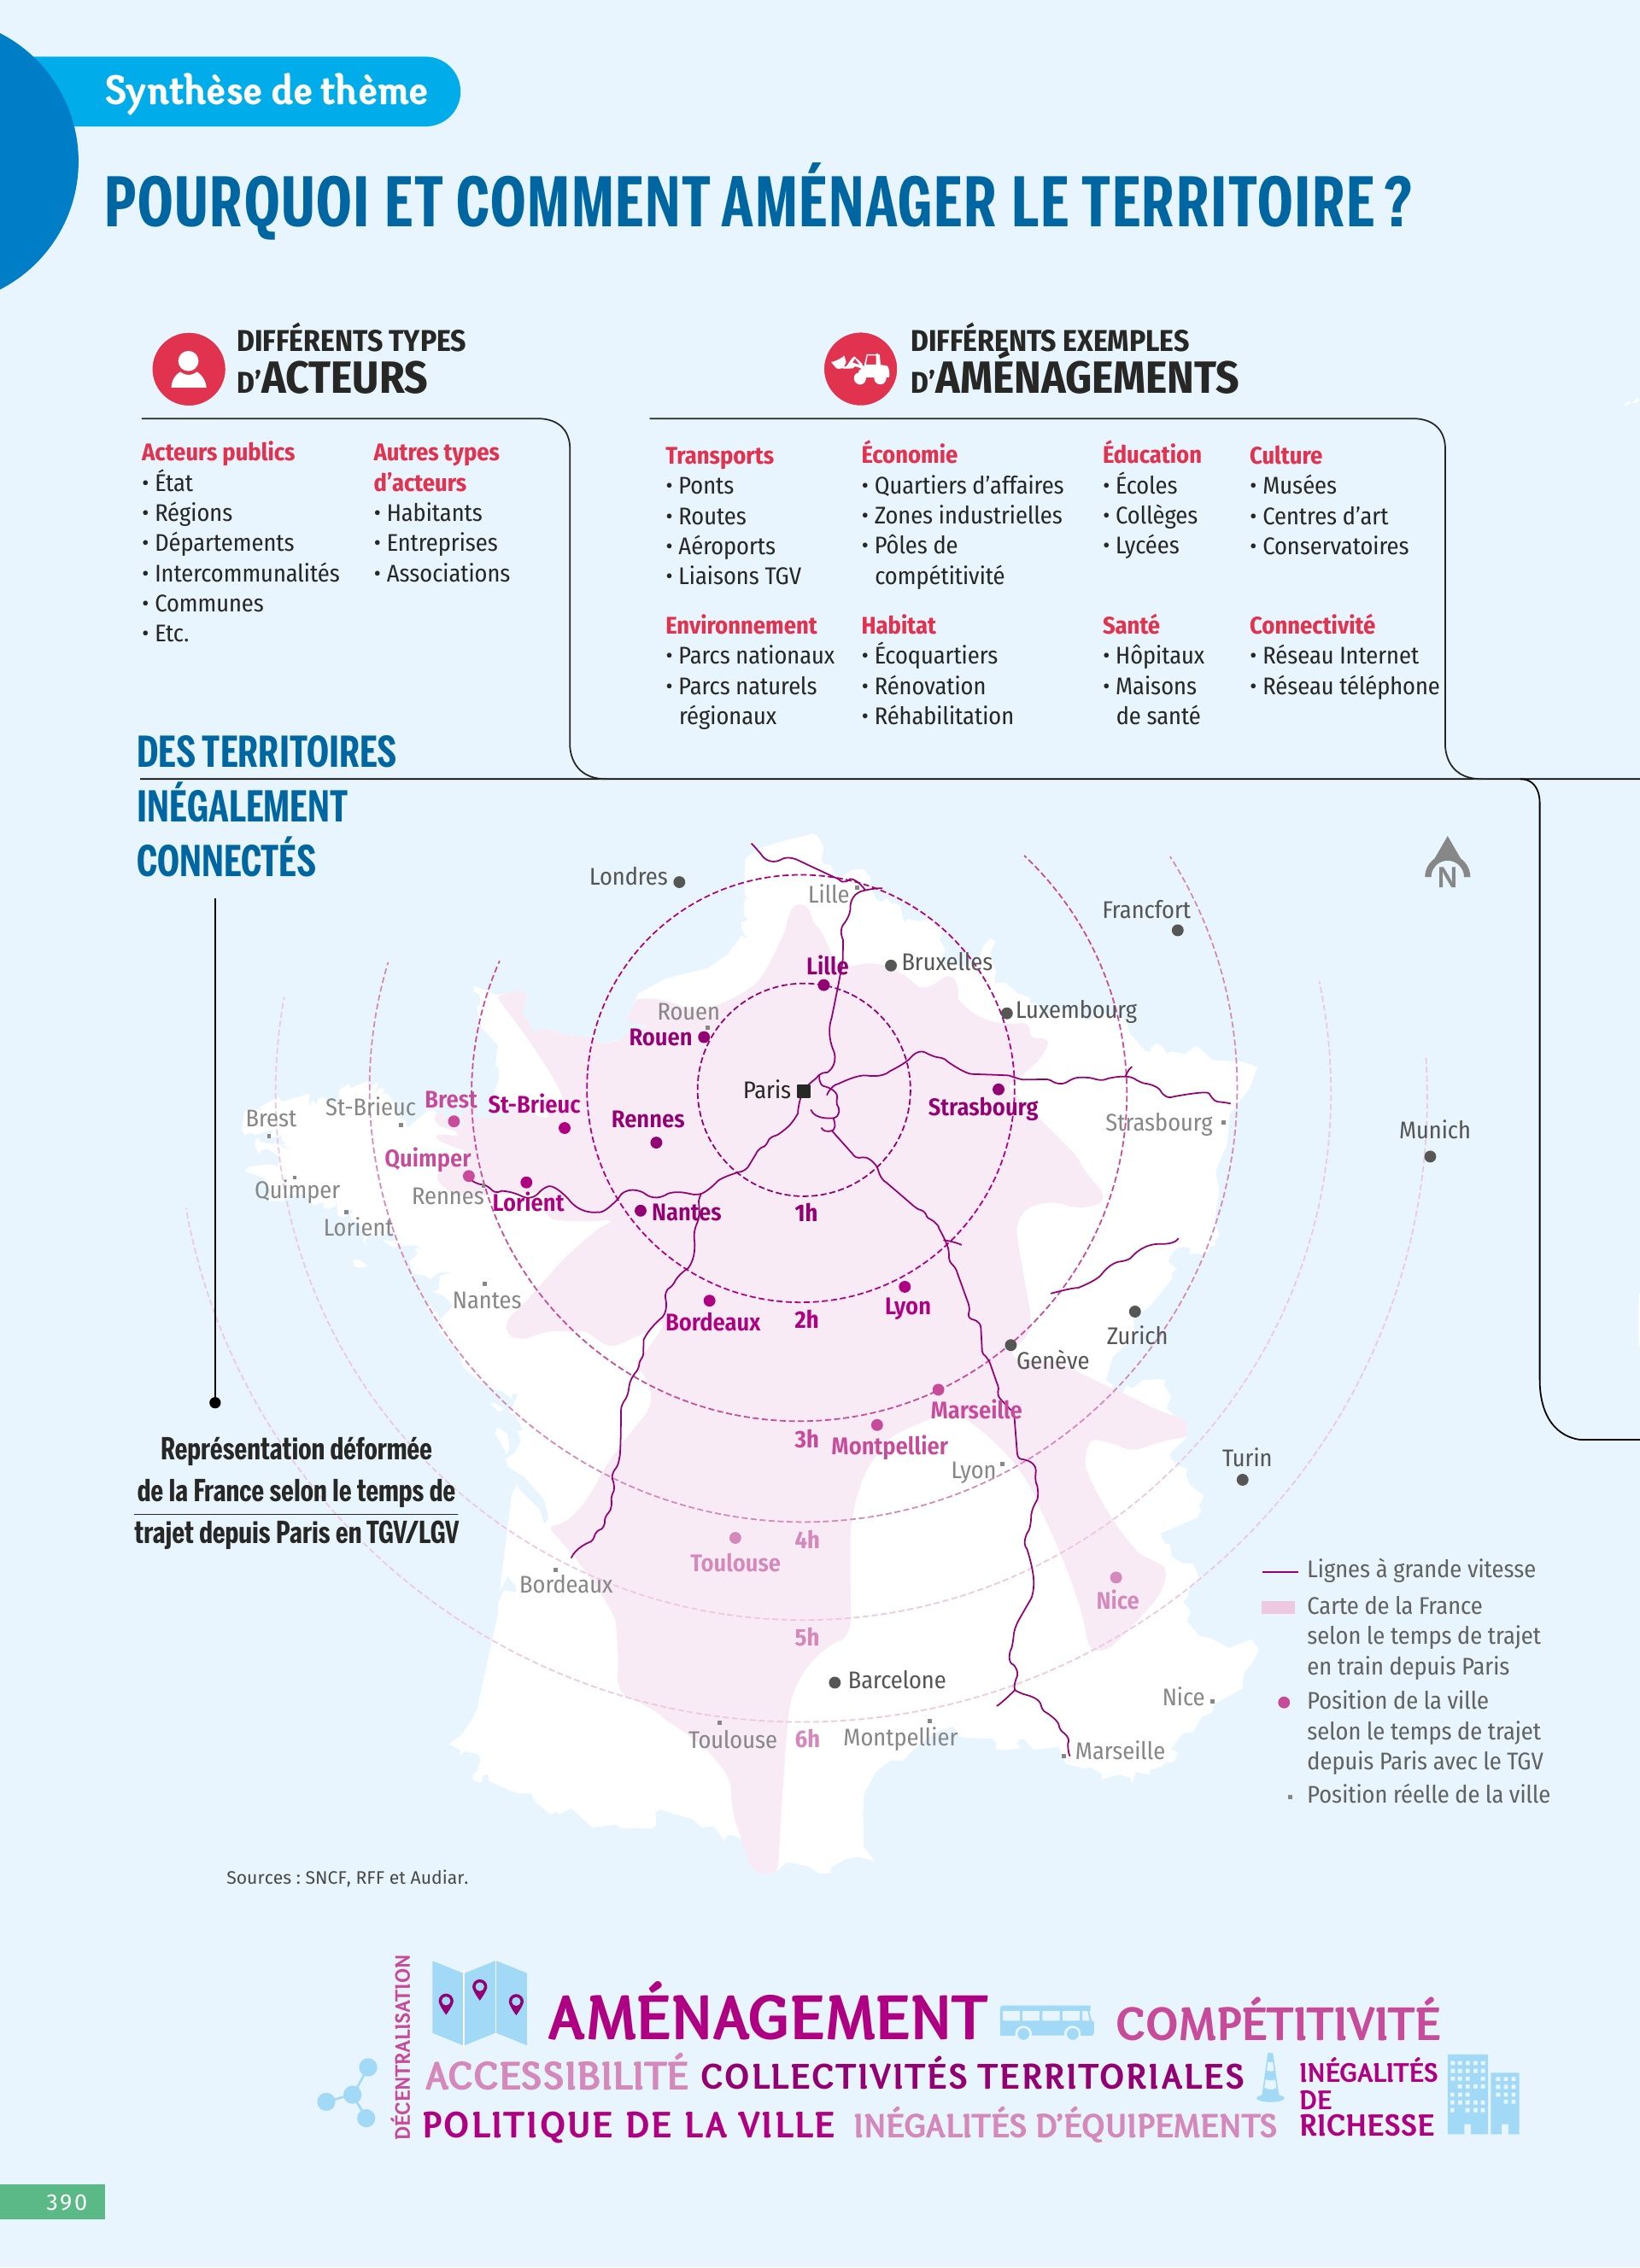 Synthèse de thème
POURQUOI ET COMMENT AMÉNAGER LE TERRITOIRE ?
DIFFÉRENTS TYPES
D'ACTEURS
Acteurs publics
• État
• Régions
• Départements
• Intercommunalités
• Communes
• Etc.
Autres types
d'acteurs
• Habitants
• Entreprises
• Associations
DIFFÉRENTS EXEMPLES
D'AMÉNAGEMENTS
Transports
• Ponts
• Routes
• Aéroports
• Liaisons TGV
Économie
• Quartiers d'affaires
• Zones industrielles
• Pôles de
compétitivité
Éducation
• Écoles
• Collèges
• Lycées
Culture
• Musées
• Centres d'art
• Conservatoires
Environnement
• Parcs nationaux
• Parcs naturels
régionaux
Habitat
• Écoquartiers
• Rénovation
• Réhabilitation
Santé
• Hôpitaux
• Maisons
de santé
Connectivité
• Réseau Internet
• Réseau téléphone
DES TERRITOIRES
INÉGALEMENT
CONNECTÉS
N
Londres
Lille
Francfort
Lille
Bruxelles
Rouen
Luxembourg
Rouen
Paris
Brest
St-Brieuc
Brest
St-Brieuc
Rennes
Strasbourg
Strasbourg
Munich
Quimper
Quimper
Rennes
Lorient
Lorient
Nantes
1h
Nantes
Bordeaux
2h
Lyon
Zurich
Genève
Marseille
3h
Montpellier
Lyon
Turin
Représentation déformée
de la France selon le temps de
trajet depuis Paris en TGV/LGV
4h
Toulouse
Bordeaux
Nice
5h
Barcelone
Nice
Toulouse
6h
Montpellier
Marseille
Lignes à grande vitesse
Carte de la France
selon le temps de trajet
en train depuis Paris
Position de la ville
selon le temps de trajet
depuis Paris avec le TGV
Position réelle de la ville
Sources : SNCF, RFF et Audiar.
DÉCENTRALISATION
AMÉNAGEMENT
COMPÉTITIVITÉ
ACCESSIBILITÉ COLLECTIVITÉS TERRITORIALES
INÉGALITÉS
DE
RICHESSE
POLITIQUE DE LA VILLE INÉGALITÉS D'ÉQUIPEMENTS
390